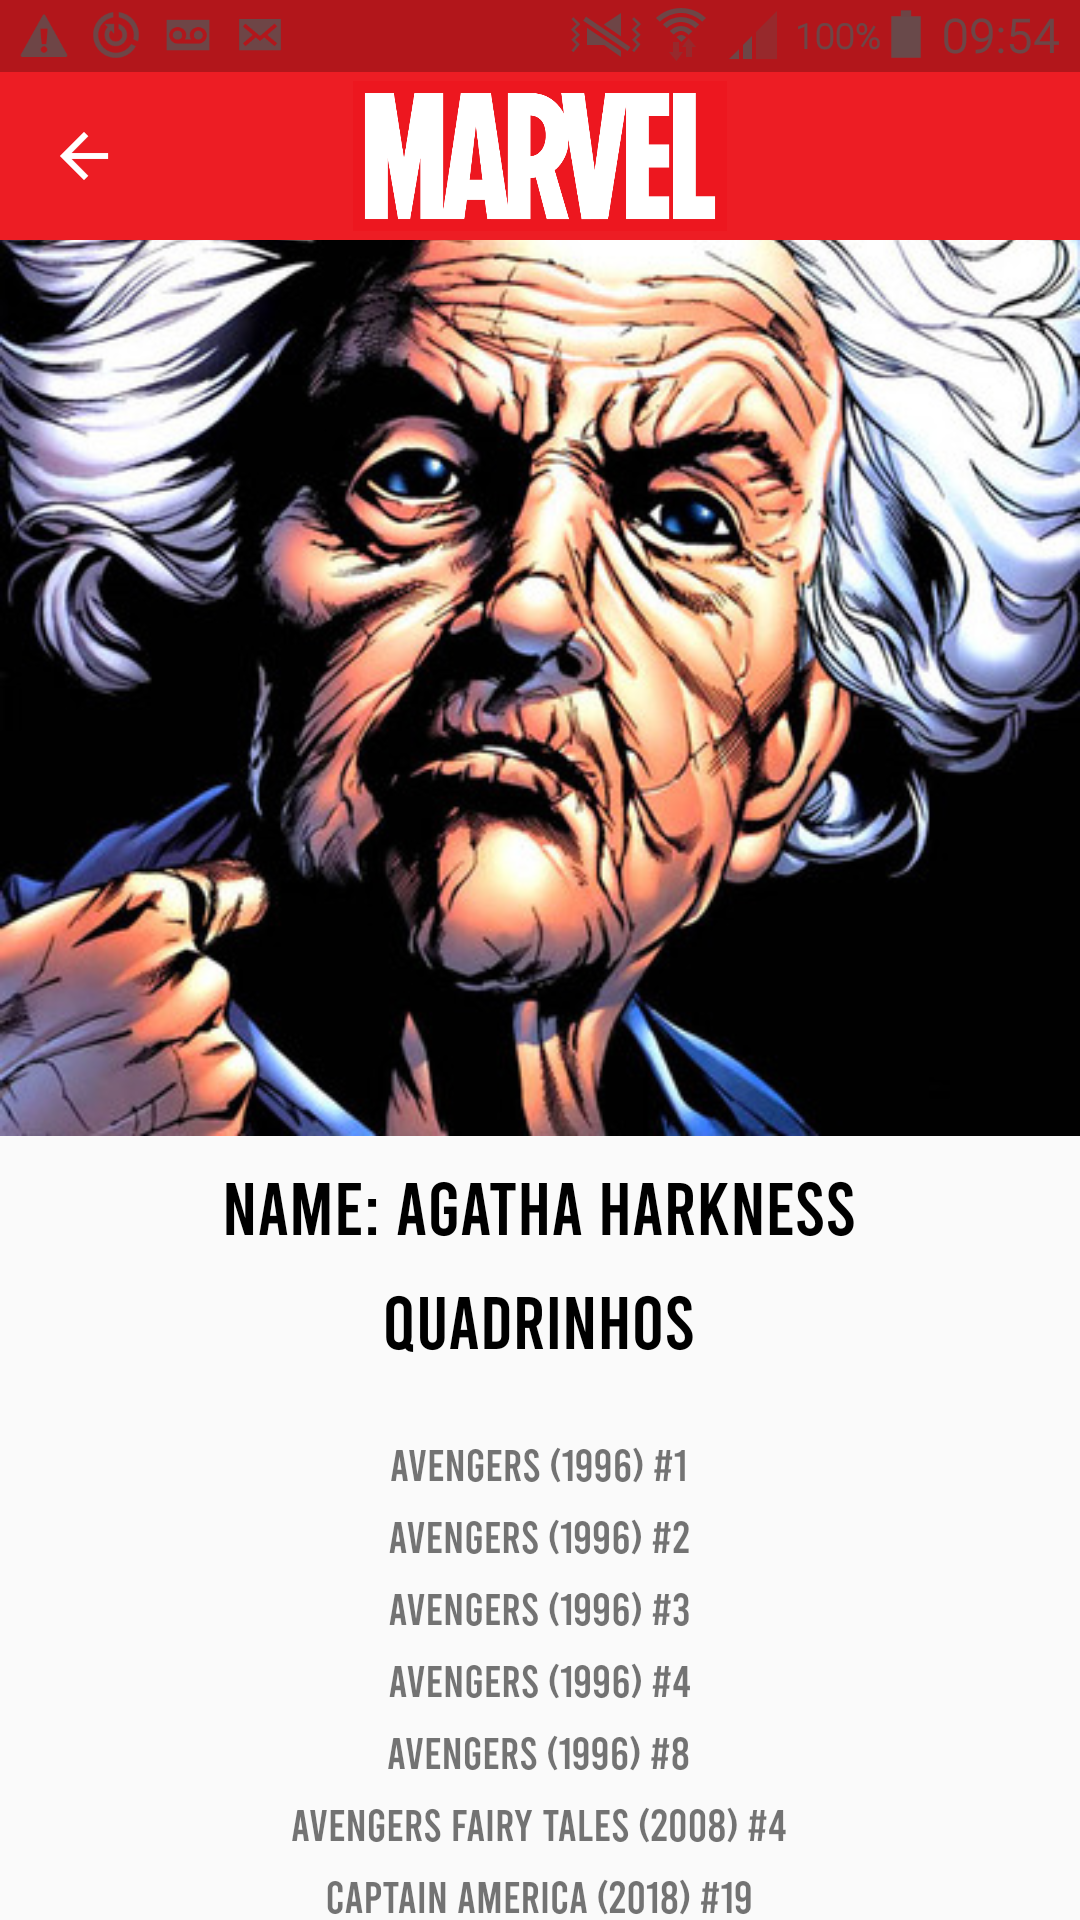 100% 09:54
MARVEL
NAME: AGATHA HARKNESS
QUADRINHOS
AVENGERS (1996) #1
AVENGERS (1996) #2
AVENGERS (1996) #3
AVENGERS (1996) #4
AVENGERS (1996) #8
AVENGERS FAIRY TALES (2008) #4
CAPTAIN AMERICA (2018) #19